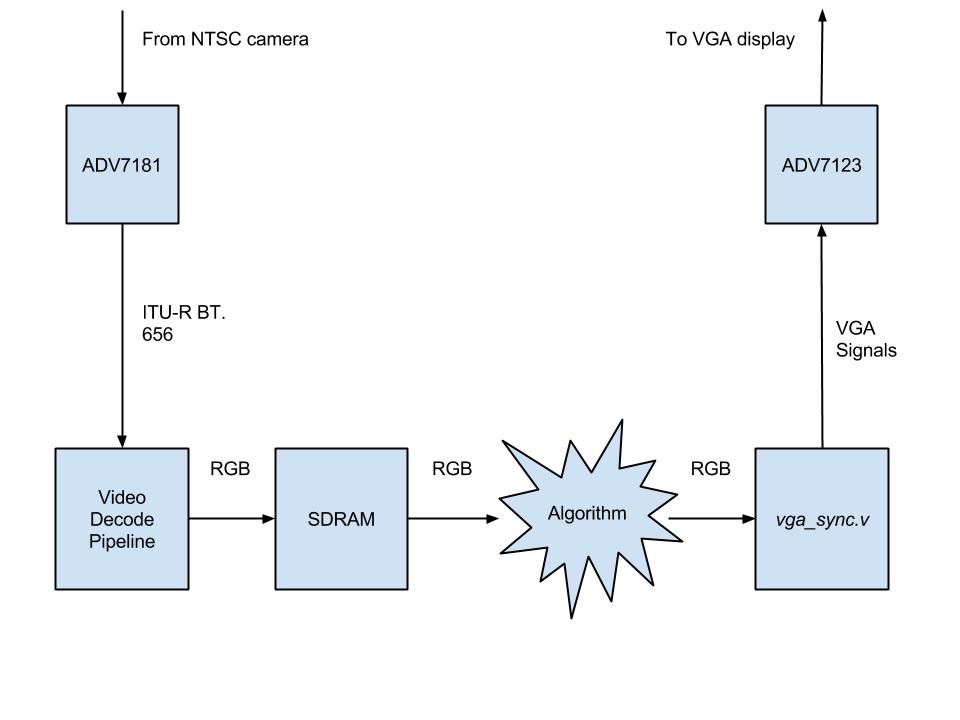 From NTSC camera
To VGA display
ADV7181
ADV7123
ITU-R BT.
656
VGA
Signals
Video
Decode
Pipeline
RGB
SDRAM
RGB
Algorithm
RGB
vga_sync.v